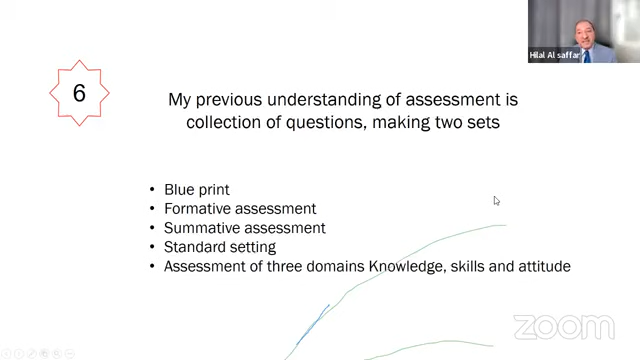 Hilal Al saffar
6
My previous understanding of assessment is
collection of questions, making two sets
• Blue print
• Formative assessment
• Summative assessment
• Standard setting
• Assessment of three domains Knowledge, skills and attitude
zoom